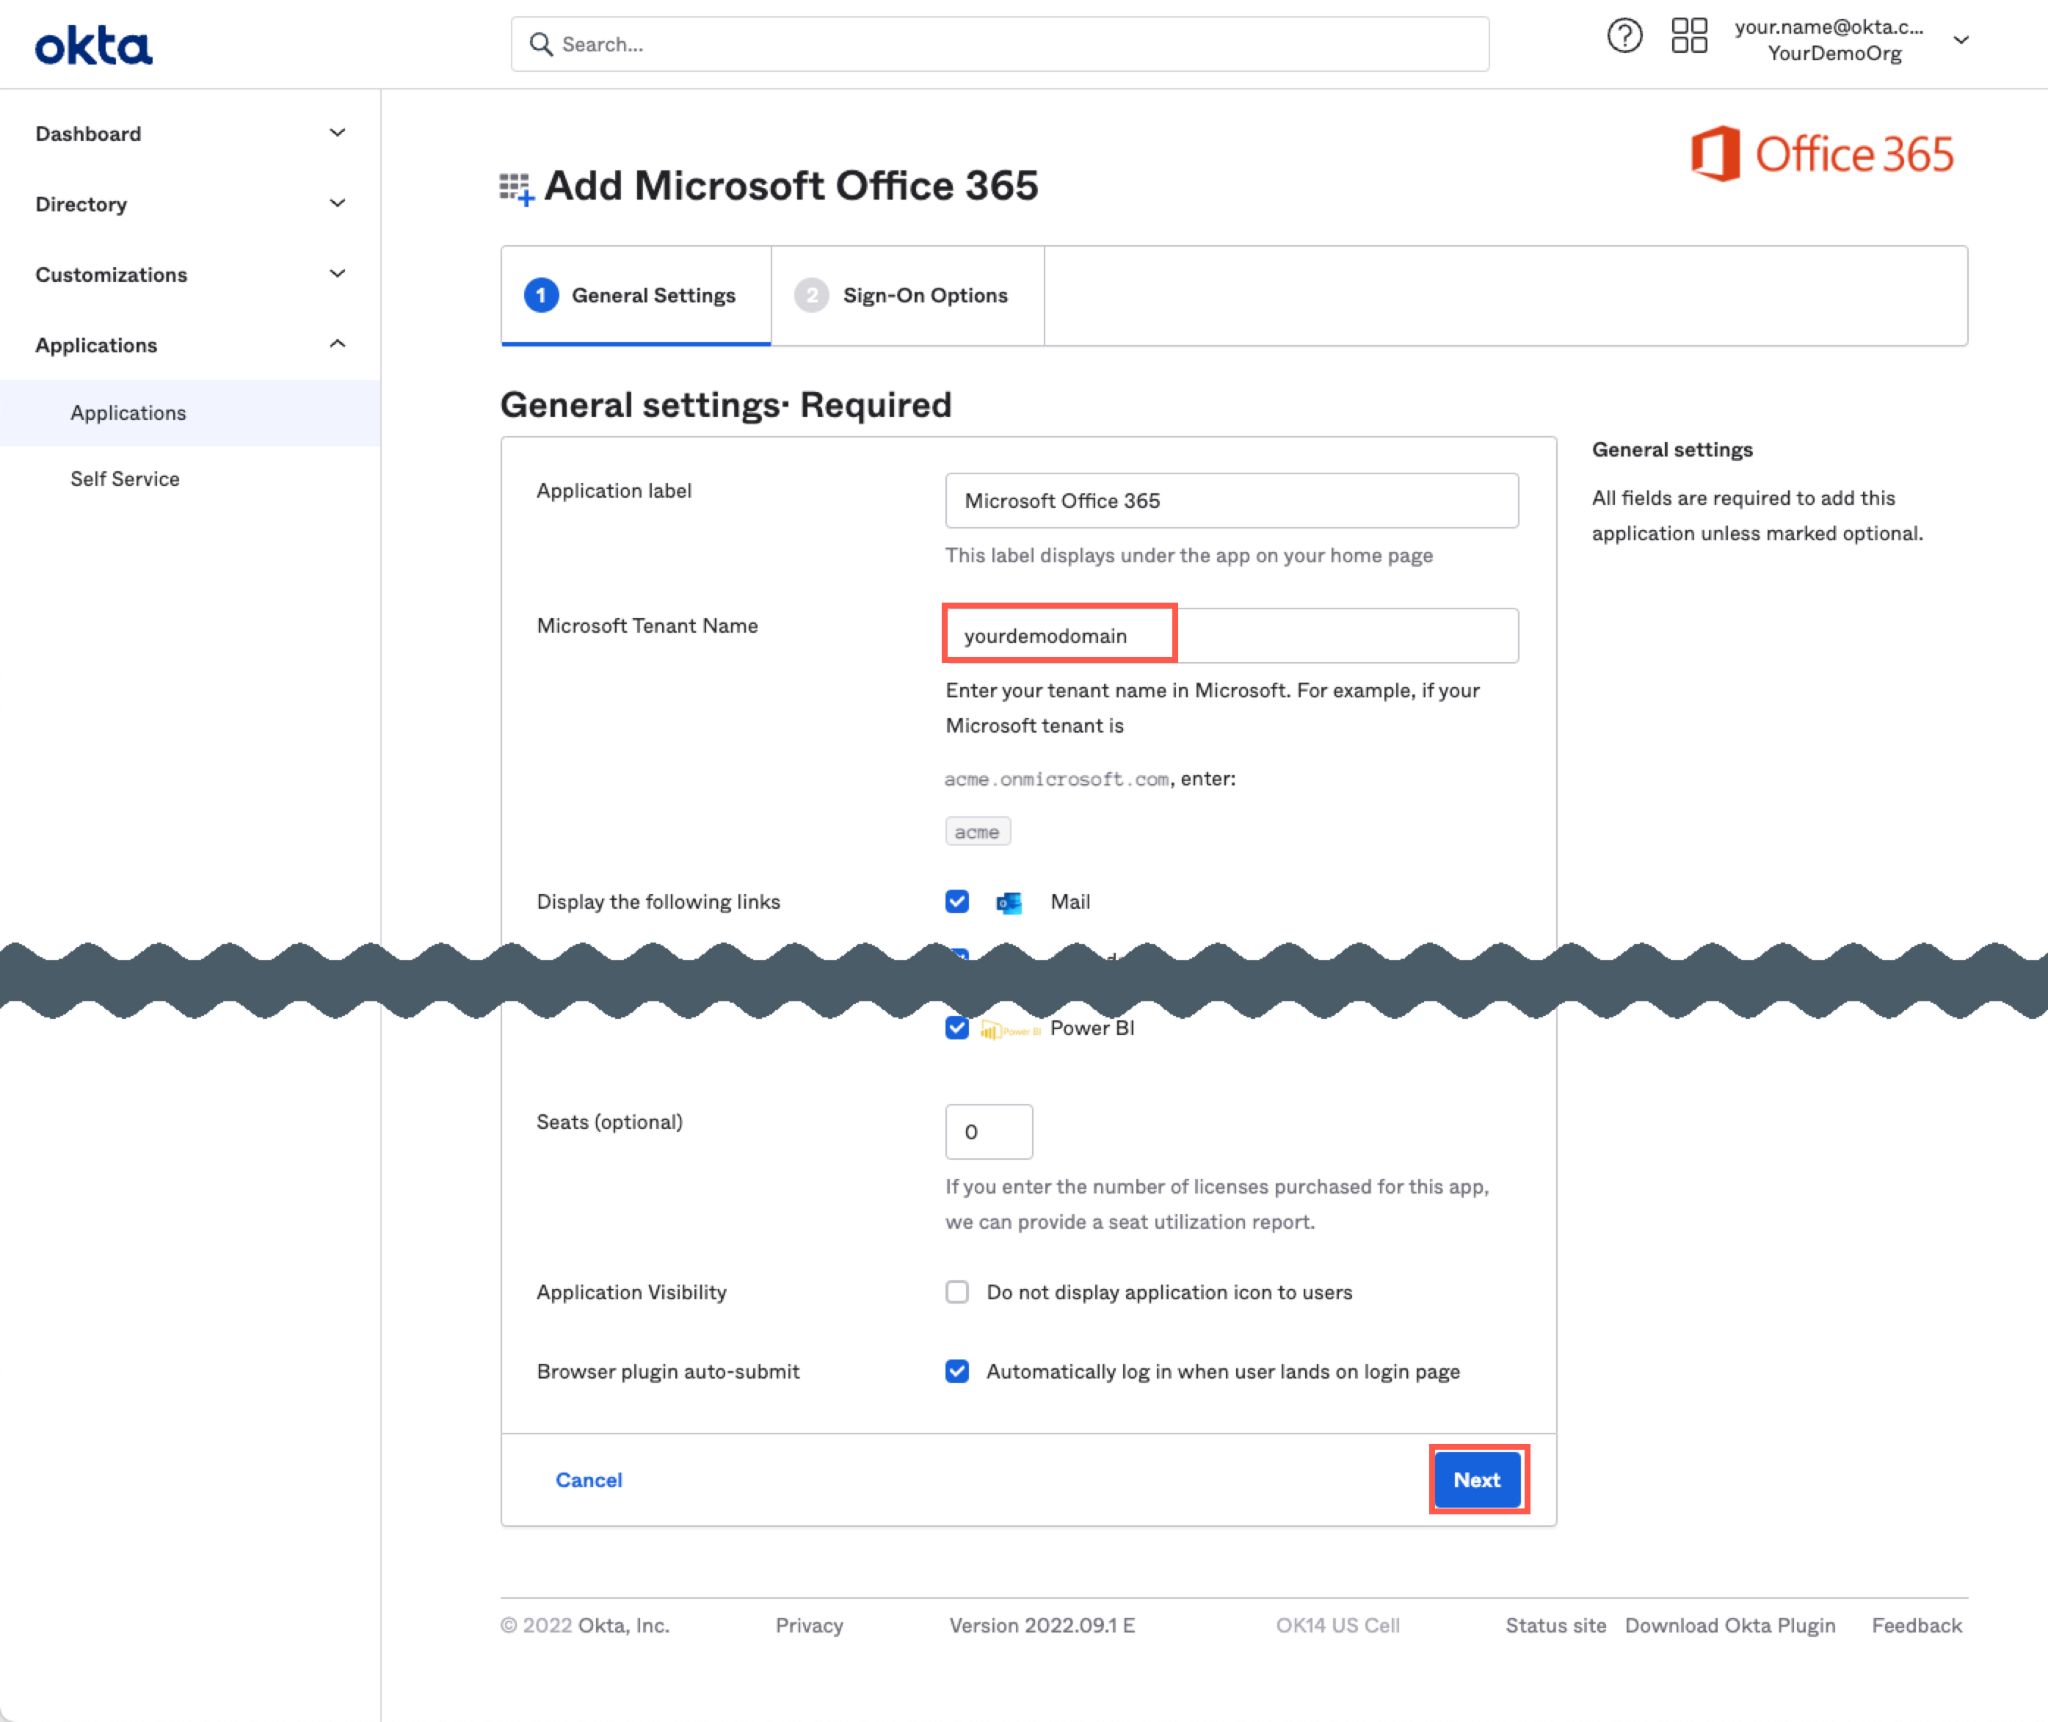 okta
Search...
your.name@okta.c...
YourDemoOrg
Dashboard
Directory
Customizations
Applications
Applications
Self Service
Office 365
Add Microsoft Office 365
1 General Settings
2 Sign-On Options
General settings· Required
Application label
Microsoft Office 365
This label displays under the app on your home page
Microsoft Tenant Name
yourdemodomain
Enter your tenant name in Microsoft. For example, if your
Microsoft tenant is
acme.onmicrosoft.com, enter:
acme
Display the following links
Mail
Power BI Power BI
Seats (optional)
0
If you enter the number of licenses purchased for this app,
we can provide a seat utilization report.
Application Visibility
Do not display application icon to users
Browser plugin auto-submit
Automatically log in when user lands on login page
Cancel
Next
General settings
All fields are required to add this
application unless marked optional.
© 2022 Okta, Inc.
Privacy
Version 2022.09.1 E
OK14 US Cell
Status site
Download Okta Plugin
Feedback